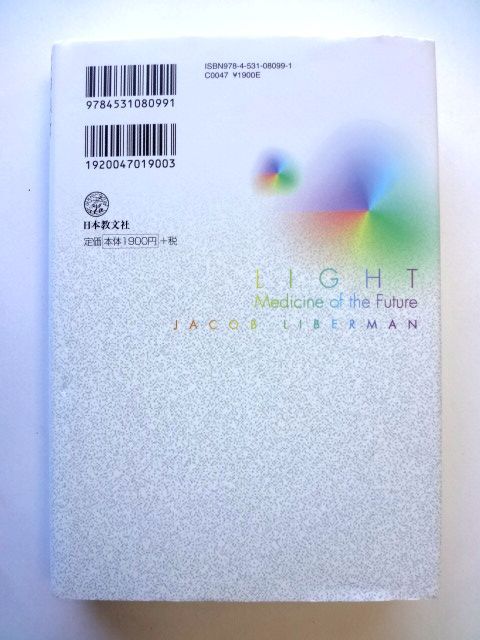 ISBN978-4-531-08099-1
C0047 ¥1900E
9784531080991
1920047019003
日本教文社
定価 本体1900円 +税
LIGHT
Medicine of the Future
JACOB LIBERMAN